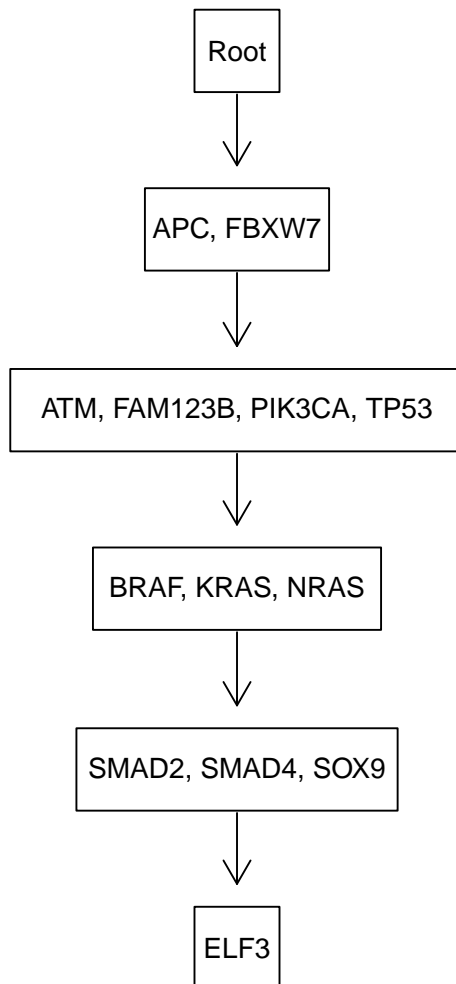 Root
APC, FBXW7
ATM, FAM123B, PIK3CA, TP53
BRAF, KRAS, NRAS
SMAD2, SMAD4, SOX9
ELF3